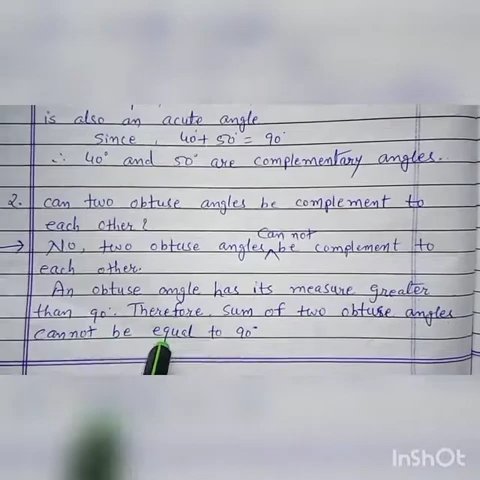 is also an acute angle
Since, 40°+ 50° = 90°
∴ 40° and 50° are complementary angles.
2. can two obtuse angles be complement to
each other?
can not
→ No, two obtuse angles ^ be complement to
each other.
An obtuse angle has its measure greater
than 90°. Therefore, sum of two obtuse angles
cannot be equal to 90°
InShOt